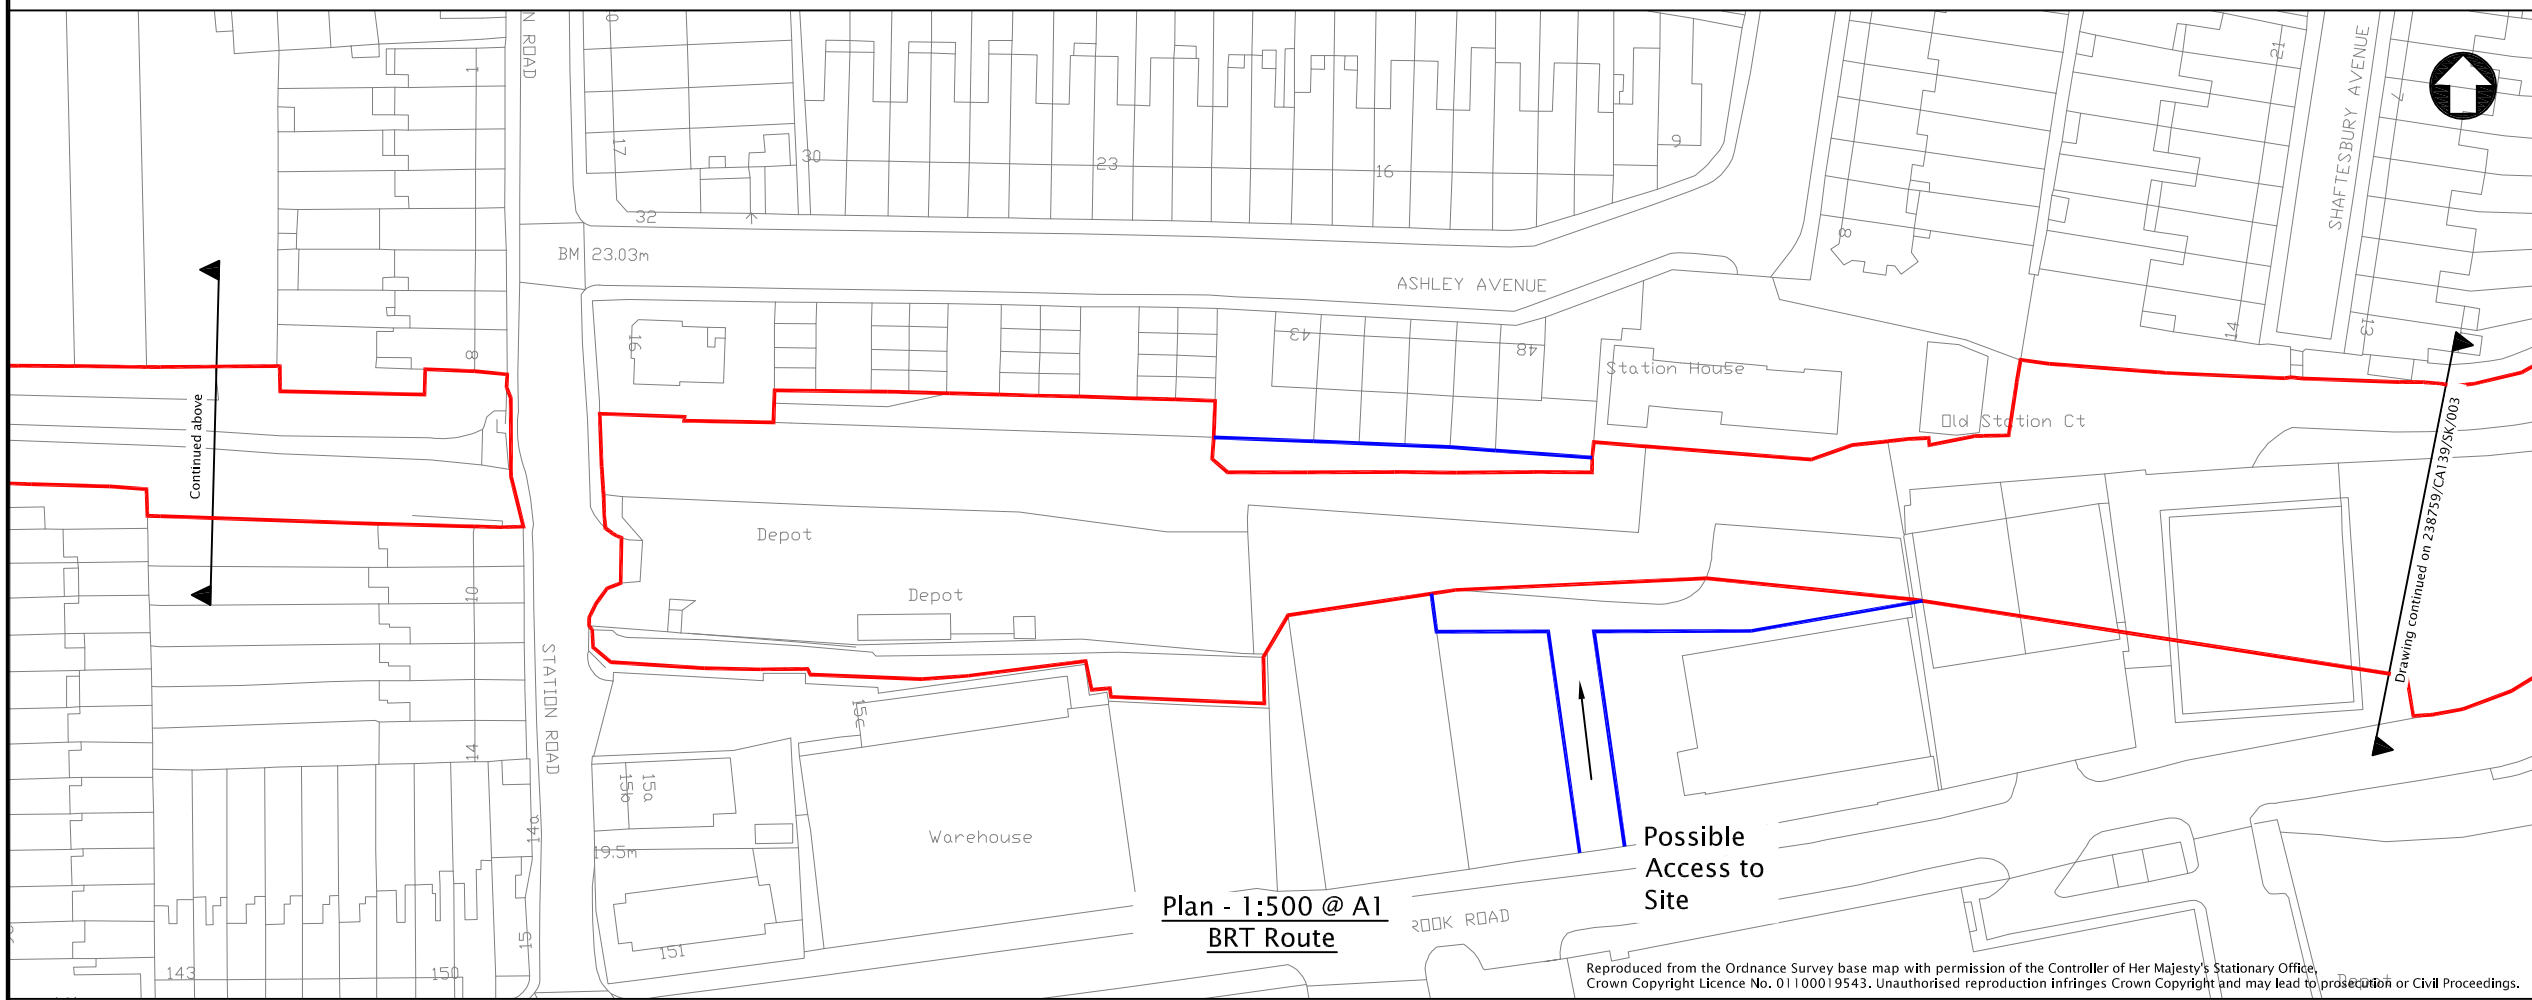 N ROAD
1
17
30
23
16
9
21
SHAFTESBURY AVENUE
7
32
8
BM 23.03m
ASHLEY AVENUE
16
43
48
Station House
14
13
8
Old Station Ct
Continued above
Drawing continued on 238759/CA139/SK/003
Depot
Depot
10
STATION ROAD
14
15c
15b
15a
14a
19.5m
Warehouse
Possible
Access to
Site
Plan - 1:500 @ A1
BRT Route
ROOK ROAD
15
151
143
150
Depot
Reproduced from the Ordnance Survey base map with permission of the Controller of Her Majesty's Stationary Office,
Crown Copyright Licence No. 01100019543. Unauthorised reproduction infringes Crown Copyright and may lead to prosecution or Civil Proceedings.